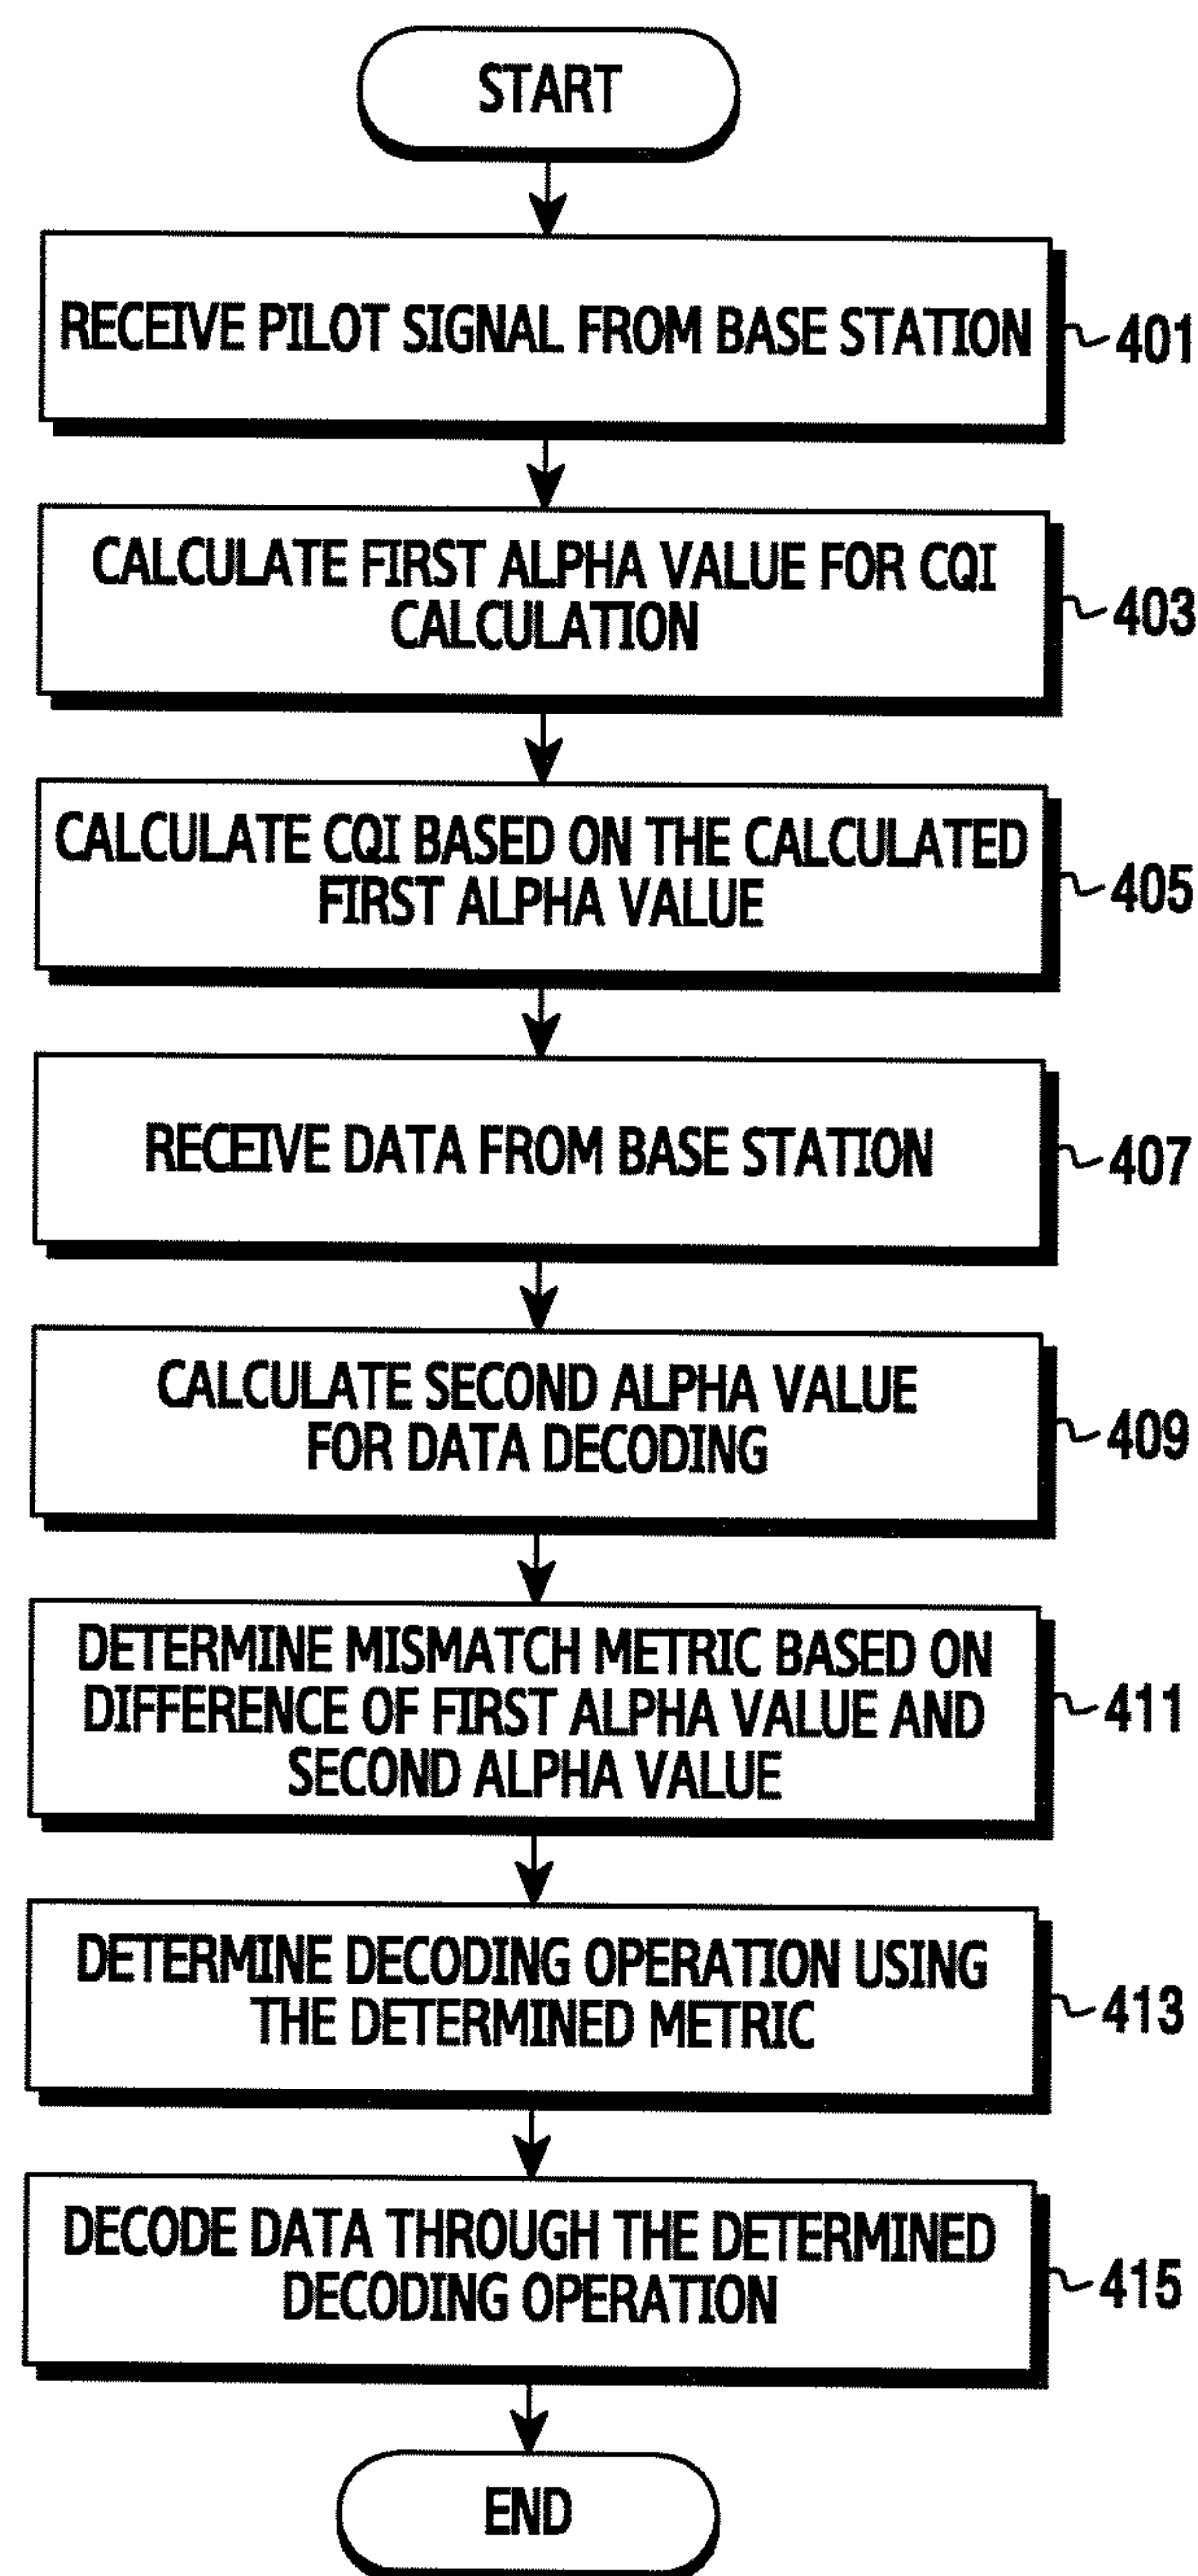 START
RECEIVE PILOT SIGNAL FROM BASE STATION
401
CALCULATE FIRST ALPHA VALUE FOR CQI
CALCULATION
403
CALCULATE CQI BASED ON THE CALCULATED
FIRST ALPHA VALUE
405
RECEIVE DATA FROM BASE STATION
407
CALCULATE SECOND ALPHA VALUE
FOR DATA DECODING
409
DETERMINE MISMATCH METRIC BASED ON
DIFFERENCE OF FIRST ALPHA VALUE AND
SECOND ALPHA VALUE
411
DETERMINE DECODING OPERATION USING
THE DETERMINED METRIC
413
DECODE DATA THROUGH THE DETERMINED
DECODING OPERATION
415
END